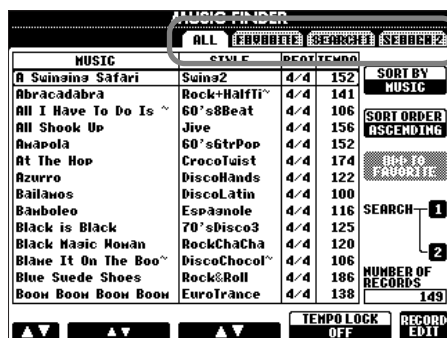 MUSIC FINDER
ALL FAVORITE SEARCH 1 SEARCH 2
MUSIC STYLE BEAT TEMPO
A Swinging Safari Swing2 4/4 152
Abracadabra Rock+HalfTi~ 4/4 141
All I Have To Do Is ~ 60's8Beat 4/4 106
All Shook Up Jive 4/4 156
Amapola 60'sGtrPop 4/4 152
At The Hop CrocoTwist 4/4 174
Azurro DiscoHands 4/4 122
Bailamos DiscoLatin 4/4 100
Bamboleo Espagnole 4/4 116
Black is Black 70'sDisco3 4/4 125
Black Magic Woman RockChaCha 4/4 120
Blame It On The Boo~ DiscoChocol~ 4/4 106
Blue Suede Shoes Rock&Roll 4/4 186
Boom Boom Boom Boom EuroTrance 4/4 138
SORT BY
MUSIC
SORT ORDER
ASCENDING
ADD TO
FAVORITE
SEARCH 1
2
NUMBER OF
RECORDS
149
TEMPO LOCK
OFF
RECORD
EDIT